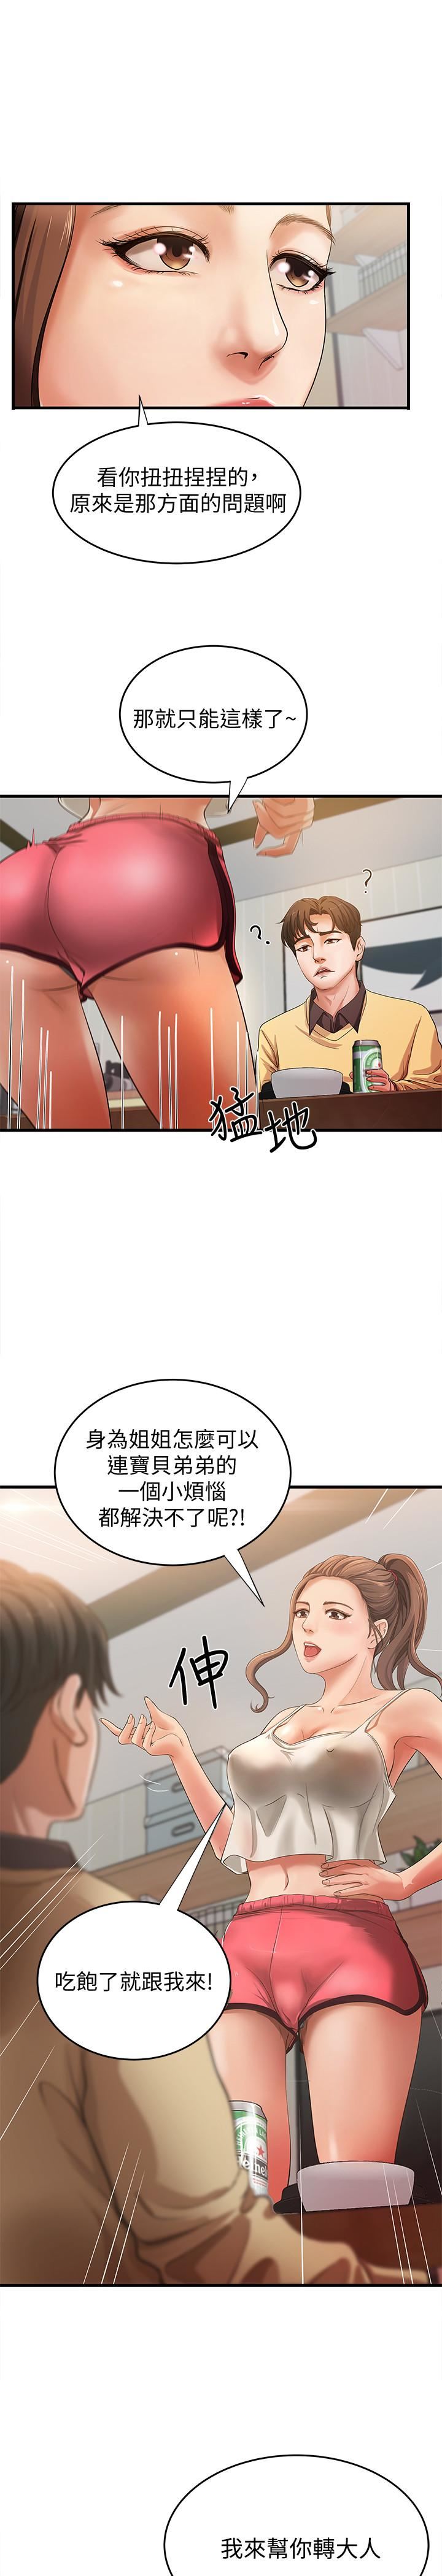 看你扭扭捏捏的,
原來是那方面的問題啊
那就只能這樣了~
?
?
猛地
身為姐姐怎麼可以
連寶貝弟弟的
一個小煩惱
都解決不了呢?!
伸
吃飽了就跟我來!
我來幫你轉大人